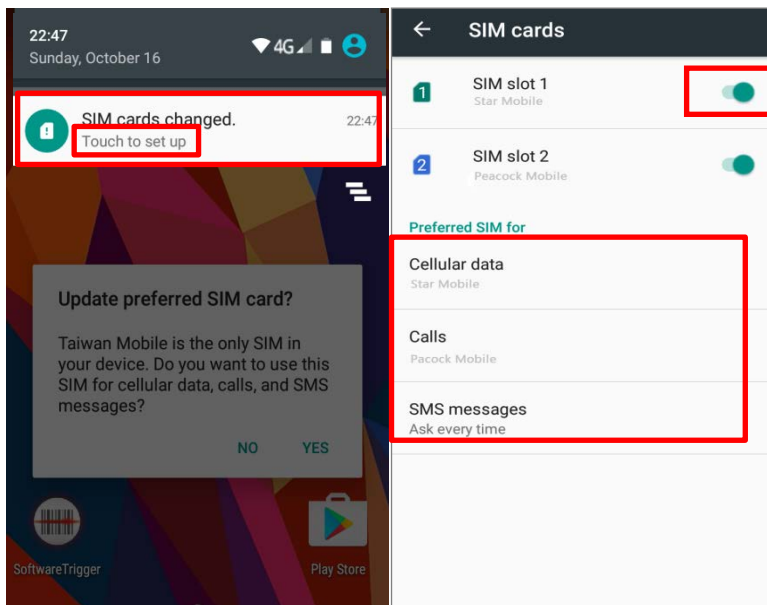 22:47
Sunday, October 16
4G
SIM cards changed.
22:47
Touch to set up
Update preferred SIM card?
Taiwan Mobile is the only SIM in
your device. Do you want to use this
SIM for cellular data, calls, and SMS
messages?
NO YES
SoftwareTrigger
Play Store
SIM cards
1
SIM slot 1
Star Mobile
2
SIM slot 2
Peacock Mobile
Preferred SIM for
Cellular data
Star Mobile
Calls
Pacock Mobile
SMS messages
Ask every time